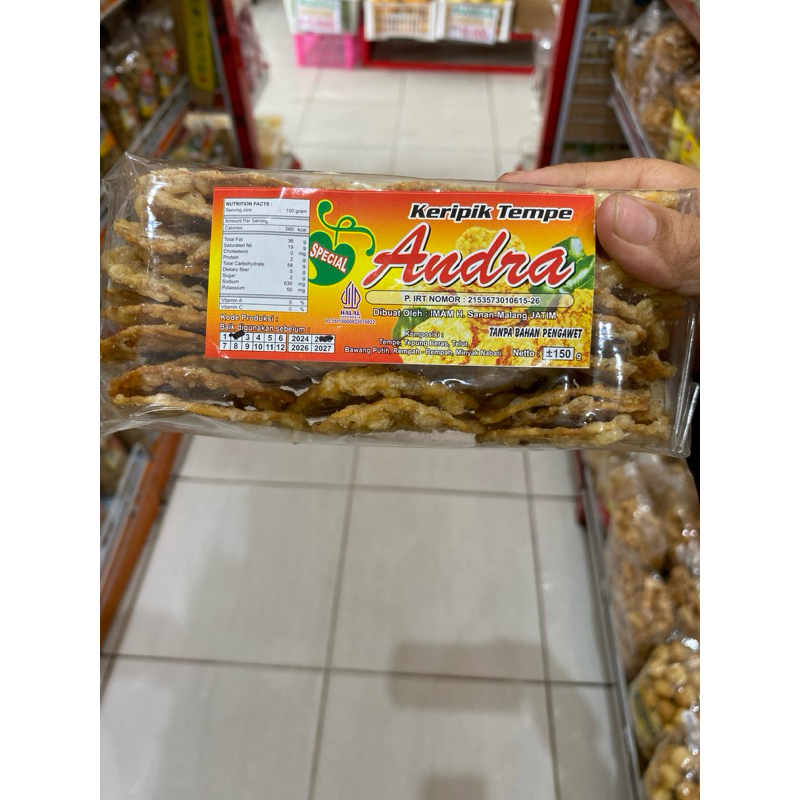 NUTRITION FACTS :
Serving size : 100 gram
Amount Per Serving
Calories : 560 kcal
Total Fat 36 g
Saturated fat 19 g
Cholesterol 0 mg
Protein 2 g
Total Carbohydrate 58 g
Dietary fiber 5 g
Sugar 2 g
Sodium 630 mg
Potassium 50 mg
Vitamin A 0 %
Vitamin C 0 %
Kode Produksi :
Baik digunakan sebelum :
1 3 4 5 6 2024
7 8 9 10 11 12 2026 2027
SPECIAL
HALAL
INDONESIA
Keripik Tempe
Andra
P. IRT NOMOR : 2153573010615-26
Dibuat Oleh : IMAM H. Sanan-Malang JATIM
TANPA BAHAN PENGAWET
Komposisi :
Tempe, Tepung Beras, Telur,
Bawang Putih, Rempah - Rempah, Minyak Nabati
Netto : ±150 g